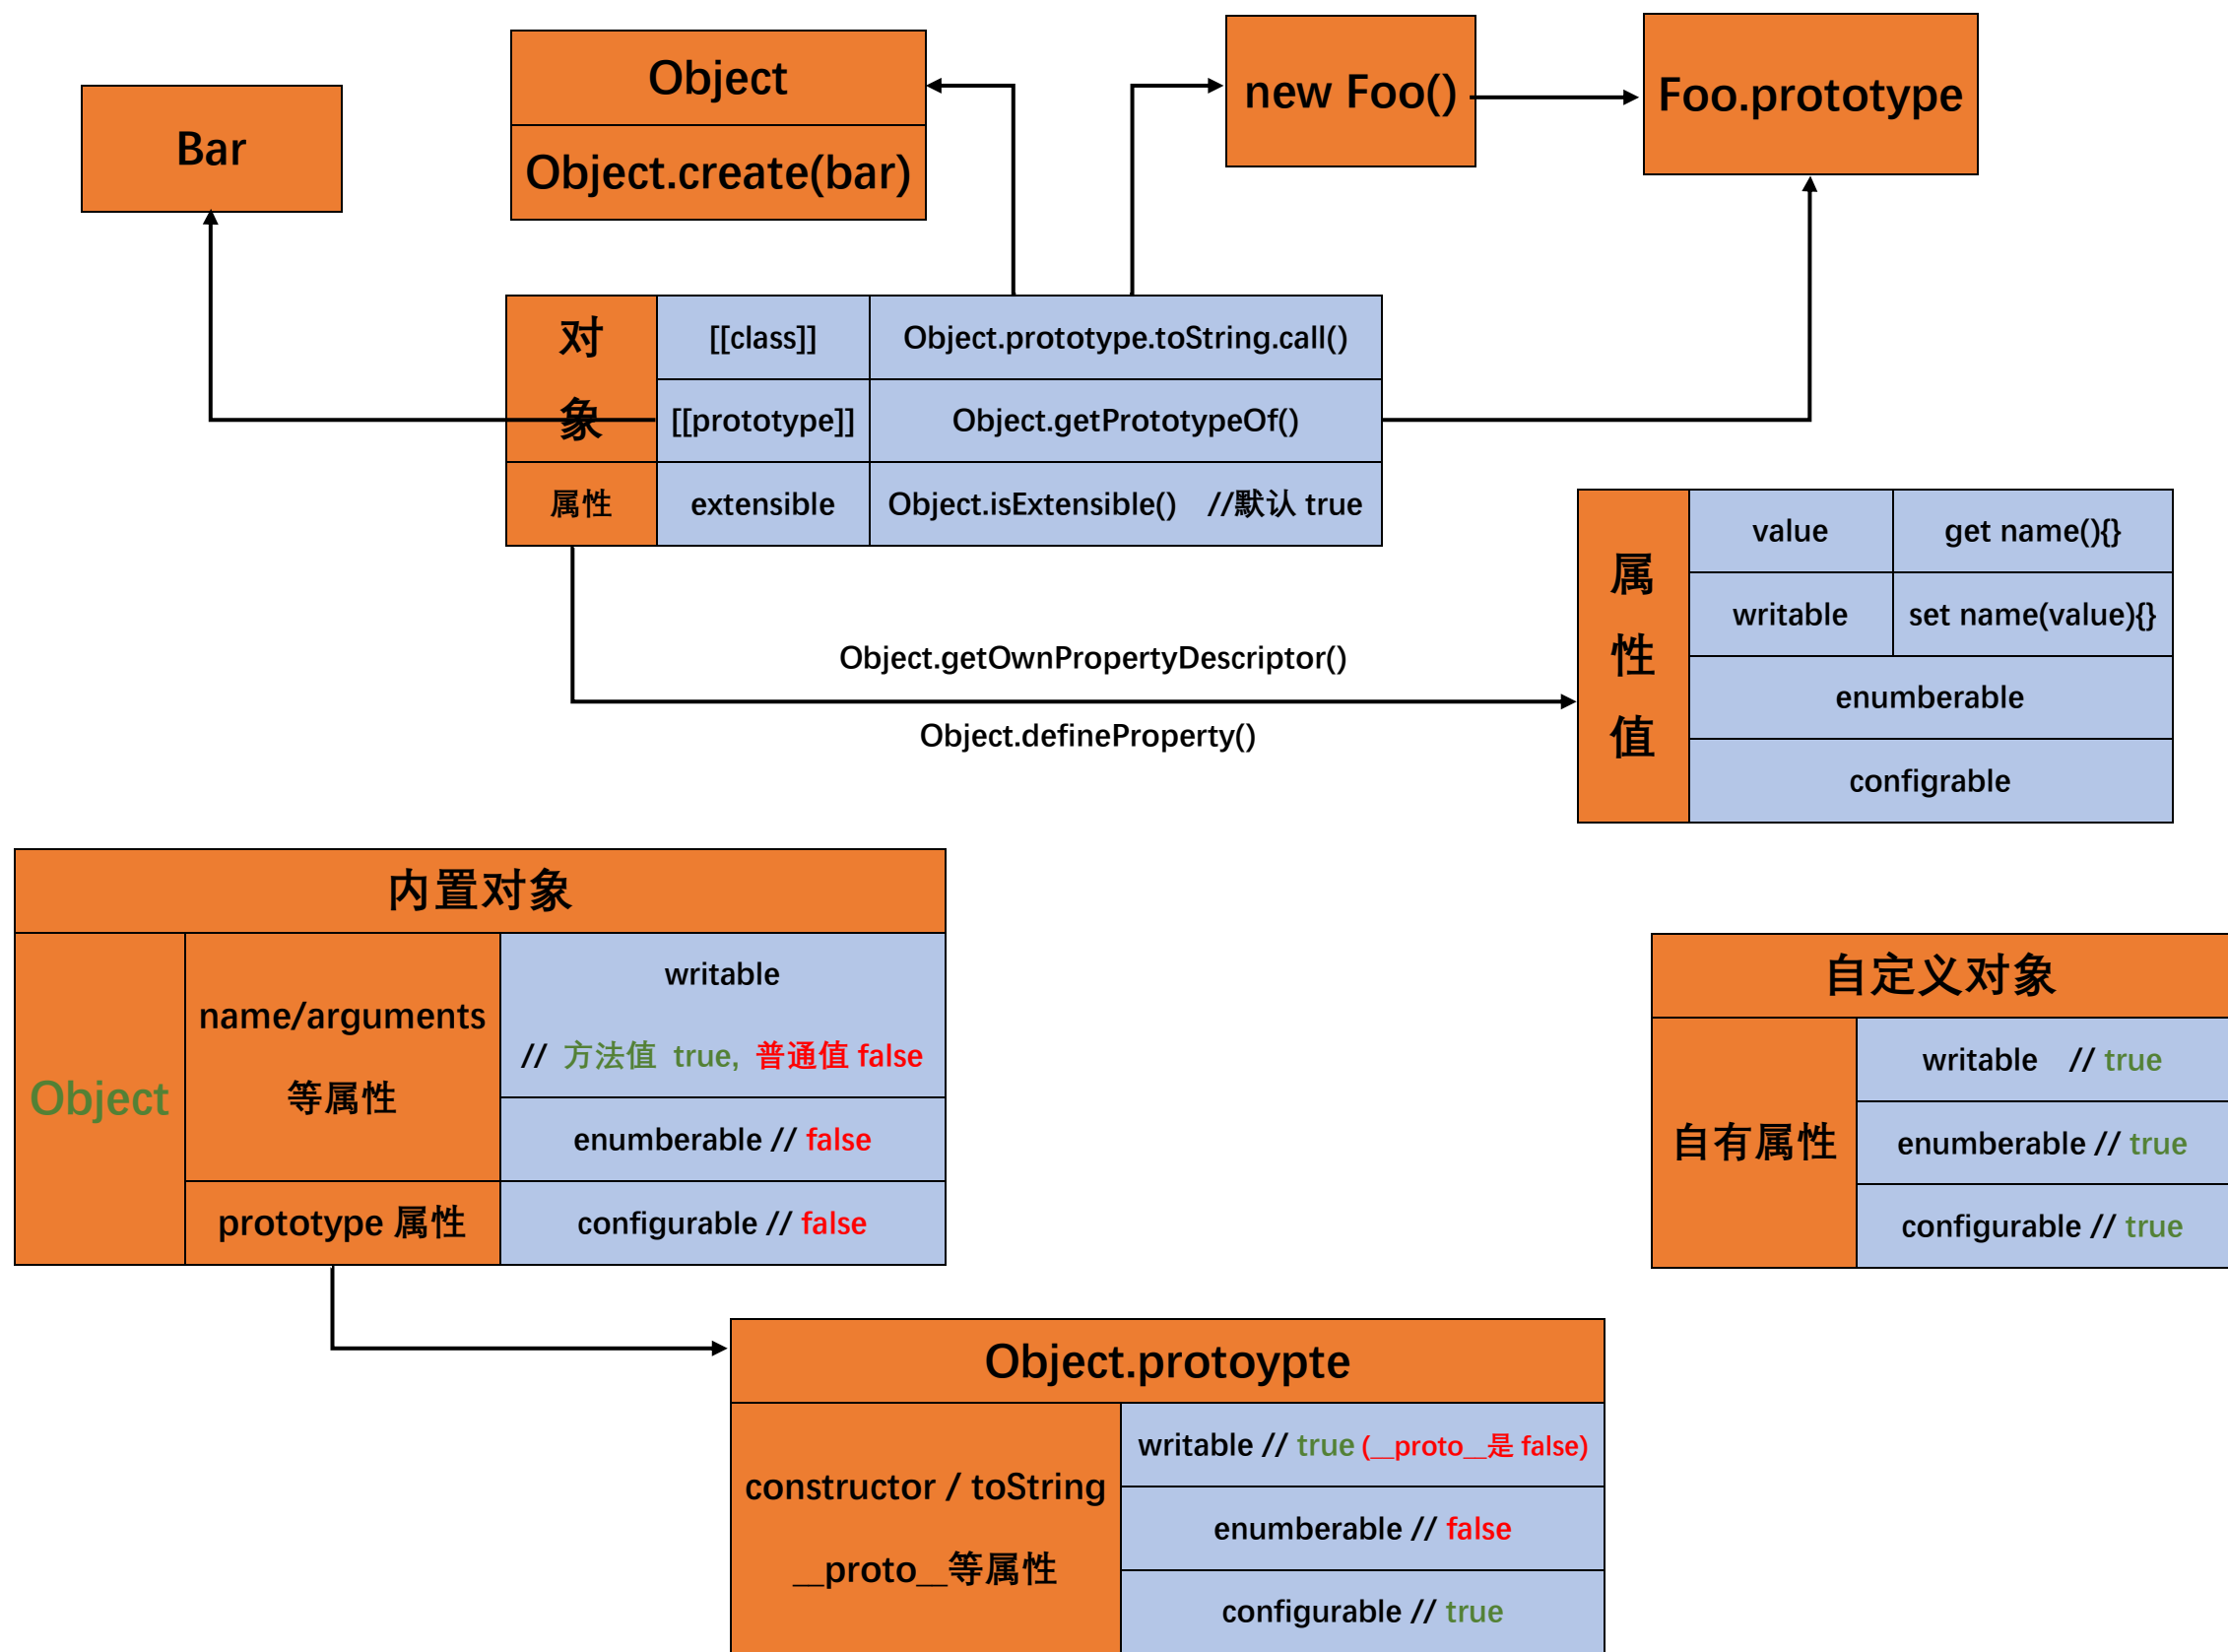 Bar
Object
Object.create(bar)
new Foo()
Foo.prototype
对
象
[[class]]
Object.prototype.toString.call()
[[prototype]]
Object.getPrototypeOf()
属性
extensible
Object.isExtensible() //默认 true
Object.getOwnPropertyDescriptor()
Object.defineProperty()
属
性
值
value
get name(){}
writable
set name(value){}
enumberable
configrable
内置对象
Object
name/arguments
等属性
writable
// 方法值 true, 普通值 false
enumberable // false
prototype 属性
configurable // false
自定义对象
自有属性
writable // true
enumberable // true
configurable // true
Object.protoypte
constructor / toString
__proto__等属性
writable // true (__proto__是 false)
enumberable // false
configurable // true